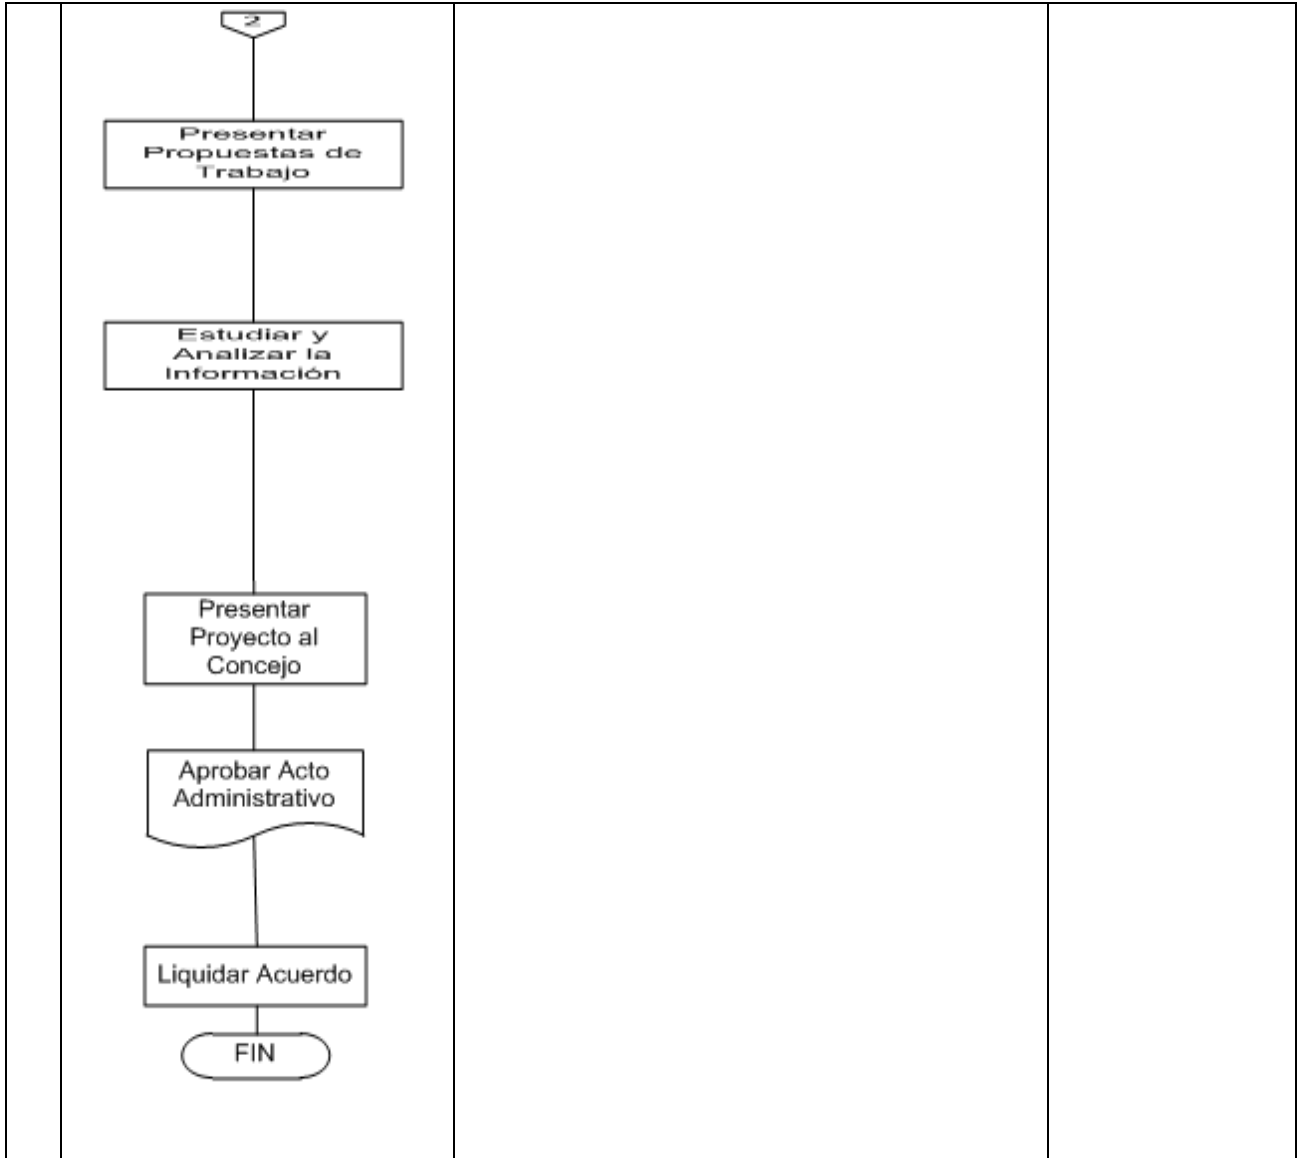 2
Presentar
Propuestas de
Trabajo
Estudiar y
Analizar la
Información
Presentar
Proyecto al
Concejo
Aprobar Acto
Administrativo
Liquidar Acuerdo
FIN